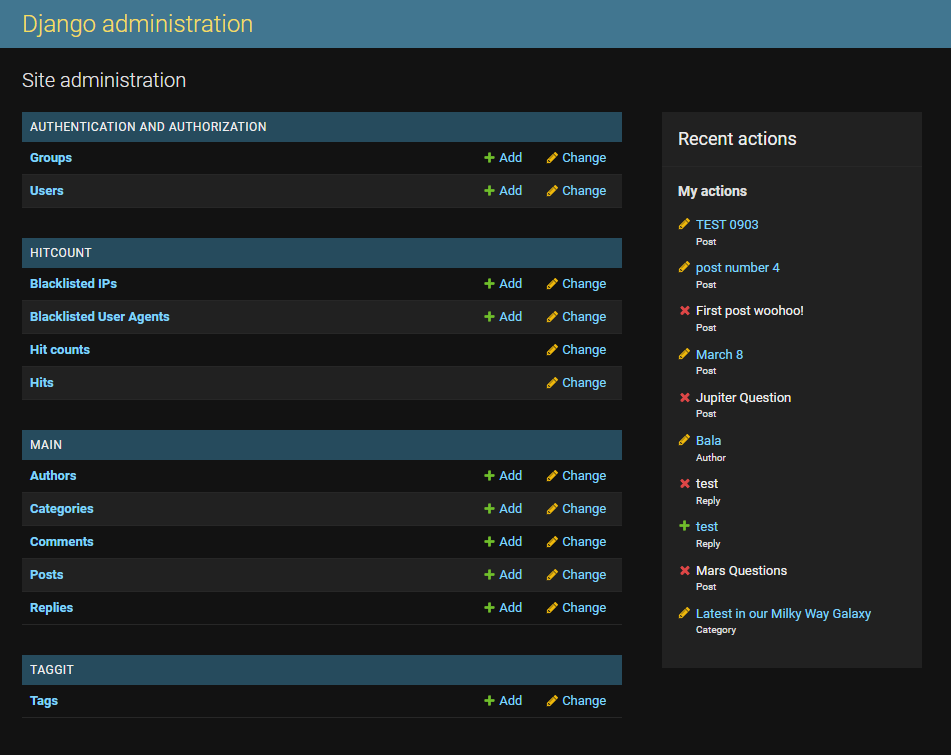 Django administration
Site administration
AUTHENTICATION AND AUTHORIZATION
Groups Add Change
Users Add Change
HITCOUNT
Blacklisted IPs Add Change
Blacklisted User Agents Add Change
Hit counts Change
Hits Change
MAIN
Authors Add Change
Categories Add Change
Comments Add Change
Posts Add Change
Replies Add Change
TAGGIT
Tags Add Change
Recent actions
My actions
TEST 0903
Post
post number 4
Post
First post woohoo!
Post
March 8
Post
Jupiter Question
Post
Bala
Author
test
Reply
test
Reply
Mars Questions
Post
Latest in our Milky Way Galaxy
Category